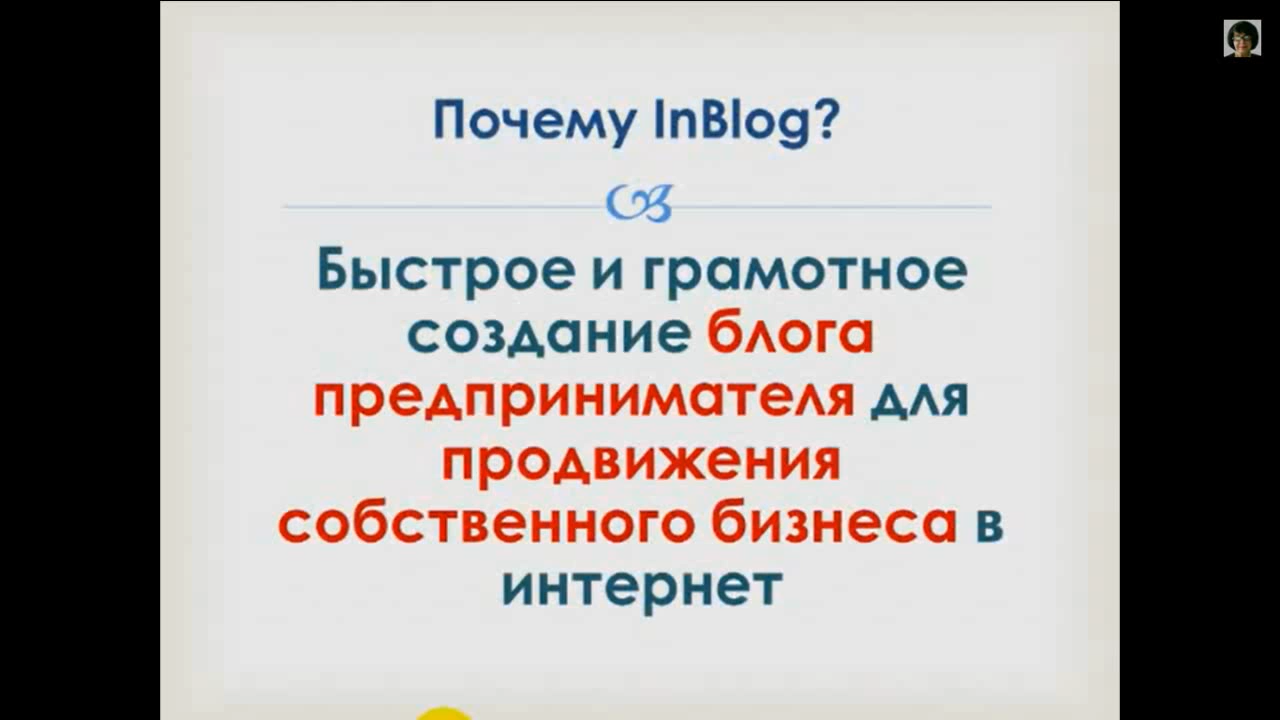 Почему InBlog?
Быстрое и грамотное
создание блога
предпринимателя для
продвижения
собственного бизнеса в
интернет